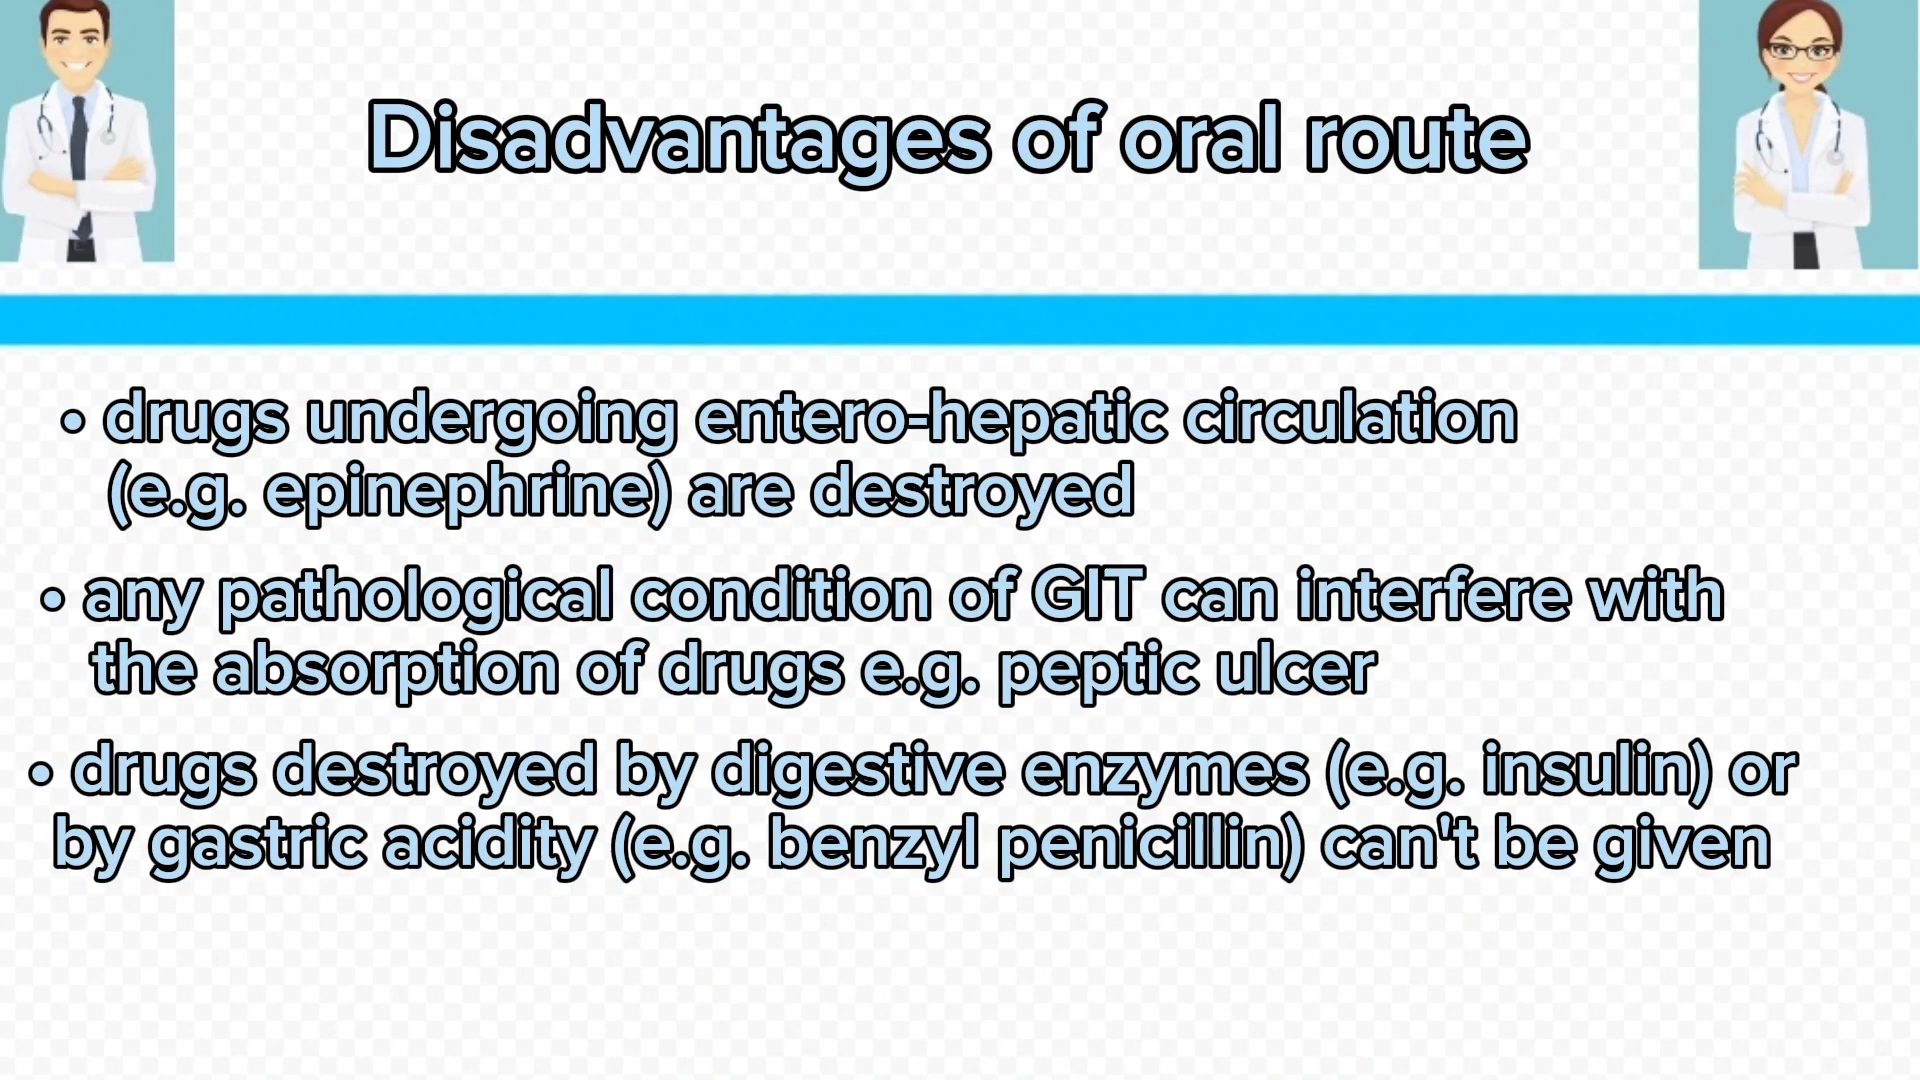 Disadvantages of oral route
• drugs undergoing entero-hepatic circulation
(e.g. epinephrine) are destroyed
• any pathological condition of GIT can interfere with
the absorption of drugs e.g. peptic ulcer
• drugs destroyed by digestive enzymes (e.g. insulin) or
by gastric acidity (e.g. benzyl penicillin) can't be given